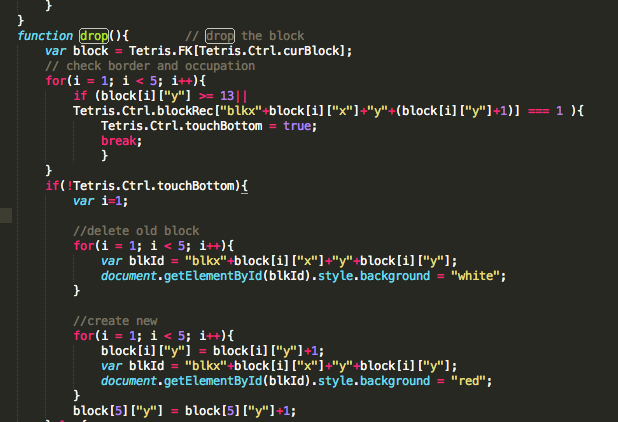 }
}
function drop(){ // drop the block
var block = Tetris.FK[Tetris.Ctrl.curBlock];
// check border and occupation
for(i = 1; i < 5; i++){
if (block[i]["y"] >= 13||
Tetris.Ctrl.blockRec["blkx"+block[i]["x"]+"y"+(block[i]["y"]+1)] === 1 ){
Tetris.Ctrl.touchBottom = true;
break;
}
}
if(!Tetris.Ctrl.touchBottom){
var i=1;
//delete old block
for(i = 1; i < 5; i++){
var blkId = "blkx"+block[i]["x"]+"y"+block[i]["y"];
document.getElementById(blkId).style.background = "white";
}
//create new
for(i = 1; i < 5; i++){
block[i]["y"] = block[i]["y"]+1;
var blkId = "blkx"+block[i]["x"]+"y"+block[i]["y"];
document.getElementById(blkId).style.background = "red";
}
block[5]["y"] = block[5]["y"]+1;